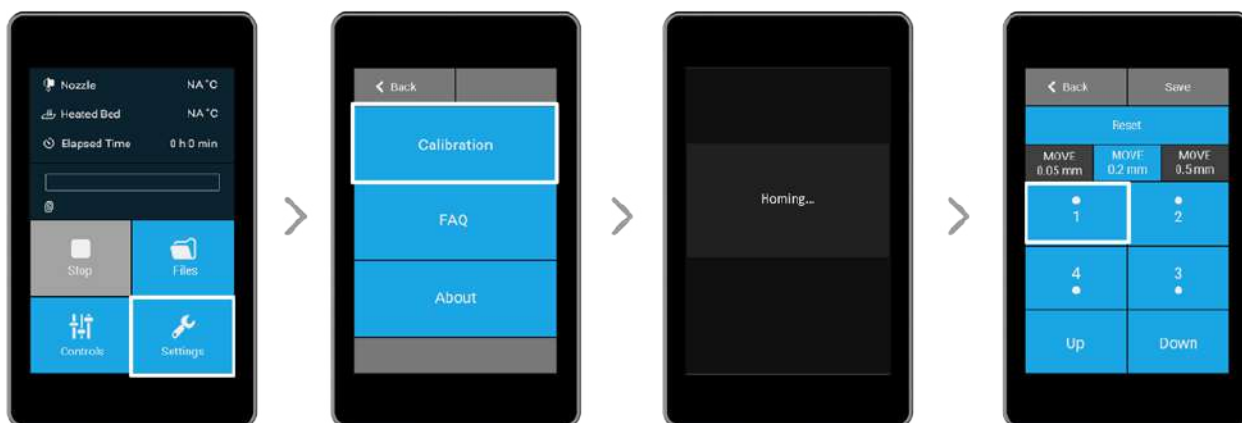 Nozzle NA°C
Heated Bed NA°C
Elapsed Time 0 h 0 min
Stop
Files
Controls
Settings
Back
Calibration
FAQ
About
Homing...
Back
Save
Reset
MOVE
0.05 mm
MOVE
0.2 mm
MOVE
0.5 mm
1
2
4
3
Up
Down